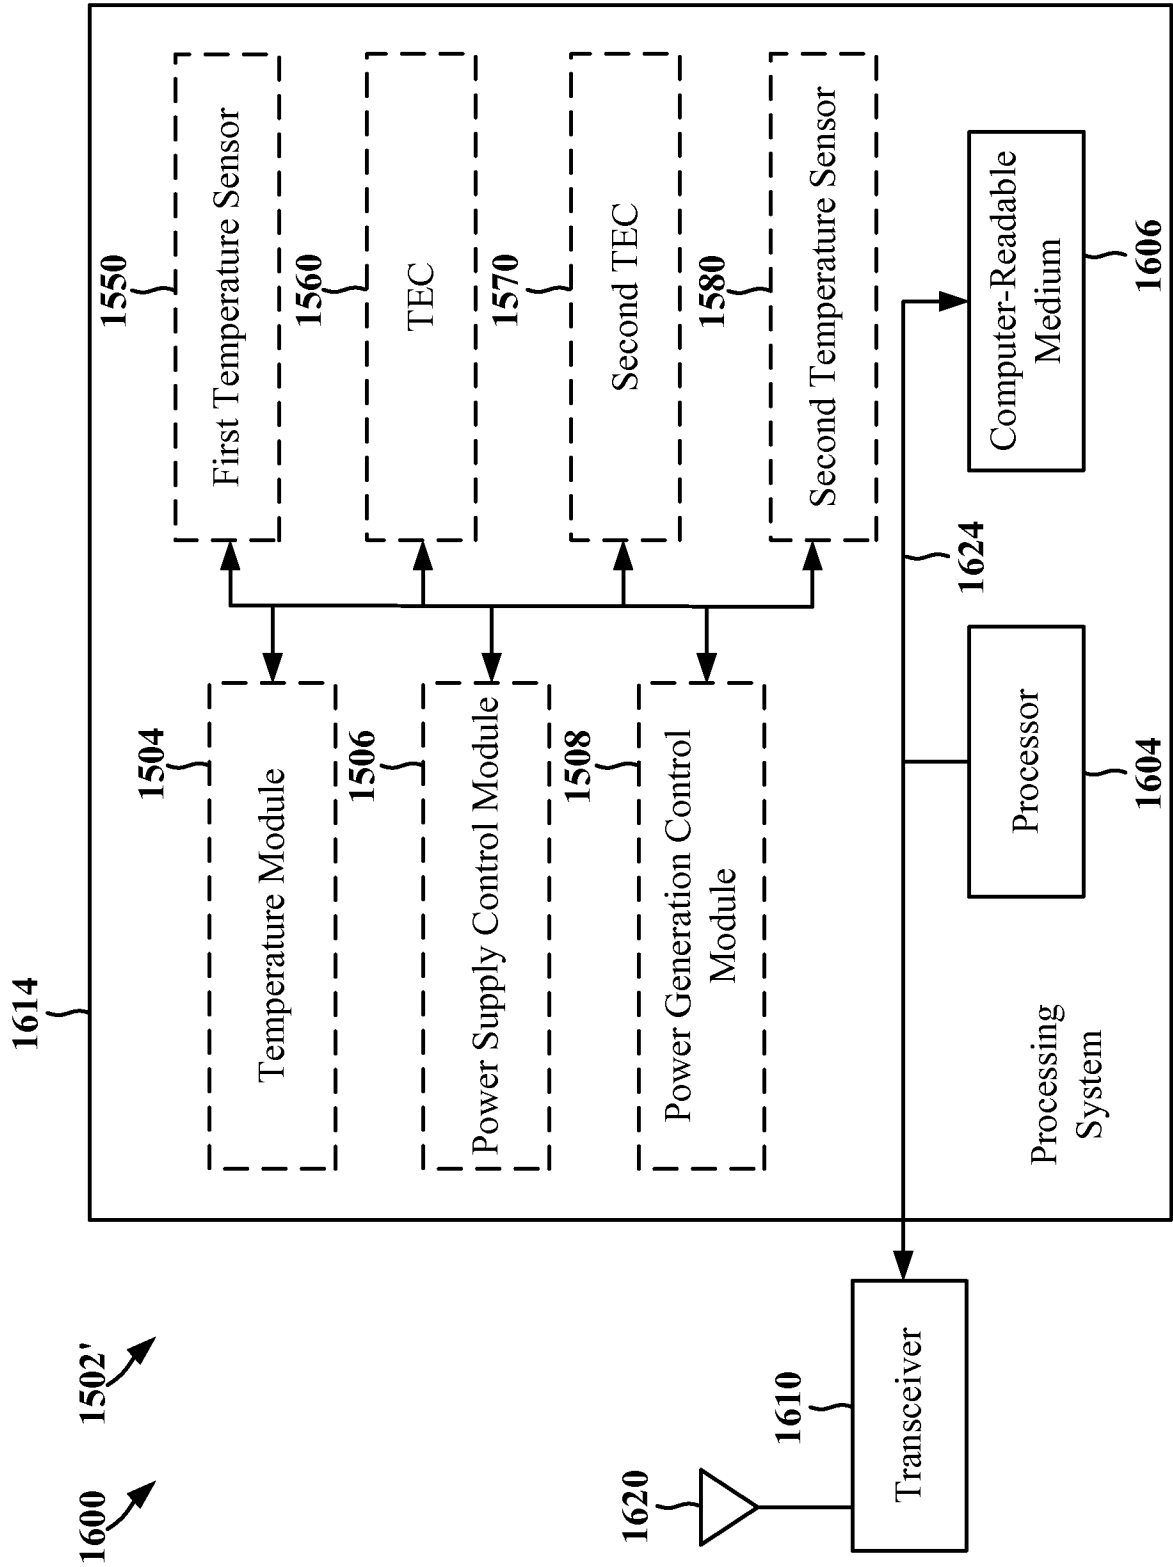 1600
1502'
1614
1504
Temperature Module
1506
Power Supply Control Module
1508
Power Generation Control
Module
1550
First Temperature Sensor
1560
TEC
1570
Second TEC
1580
Second Temperature Sensor
1620
1610
Transceiver
Processing
System
Processor
1604
1624
Computer-Readable
Medium
1606